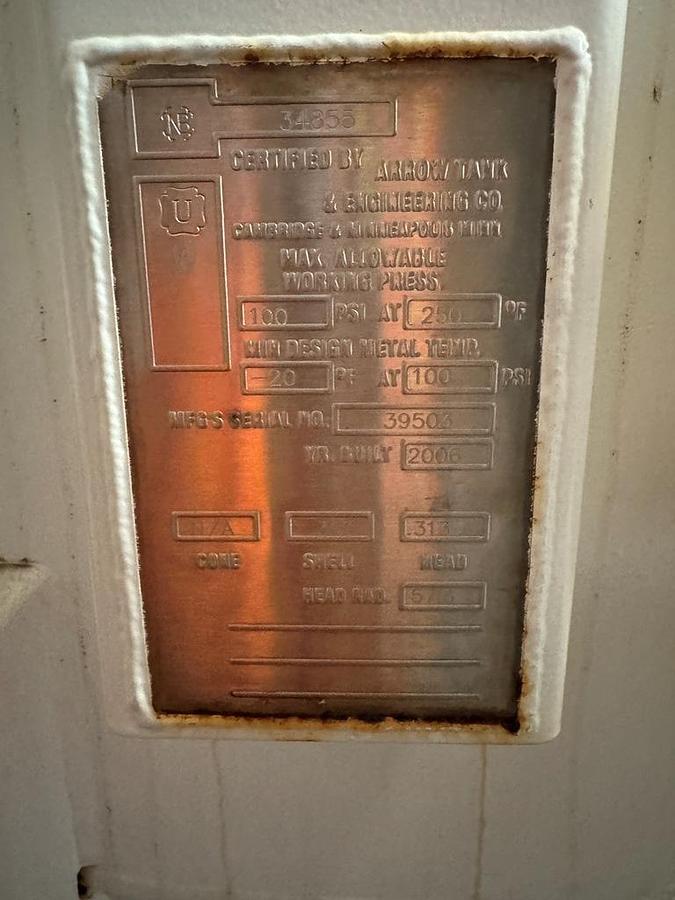 NB 34855
CERTIFIED BY ARROW TANK
& ENGINEERING CO.
U
CAMBRIDGE & MINNEAPOLIS MINN
W
MAX. ALLOWABLE
WORKING PRESS.
100 PSI AT 250 °F
MIN DESIGN METAL TEMP.
-20 °F AT 100 PSI
MFG'S SERIAL NO. 39503
YR. BUILT 2006
N/A .313
CONE SHELL HEAD
HEAD RAD.